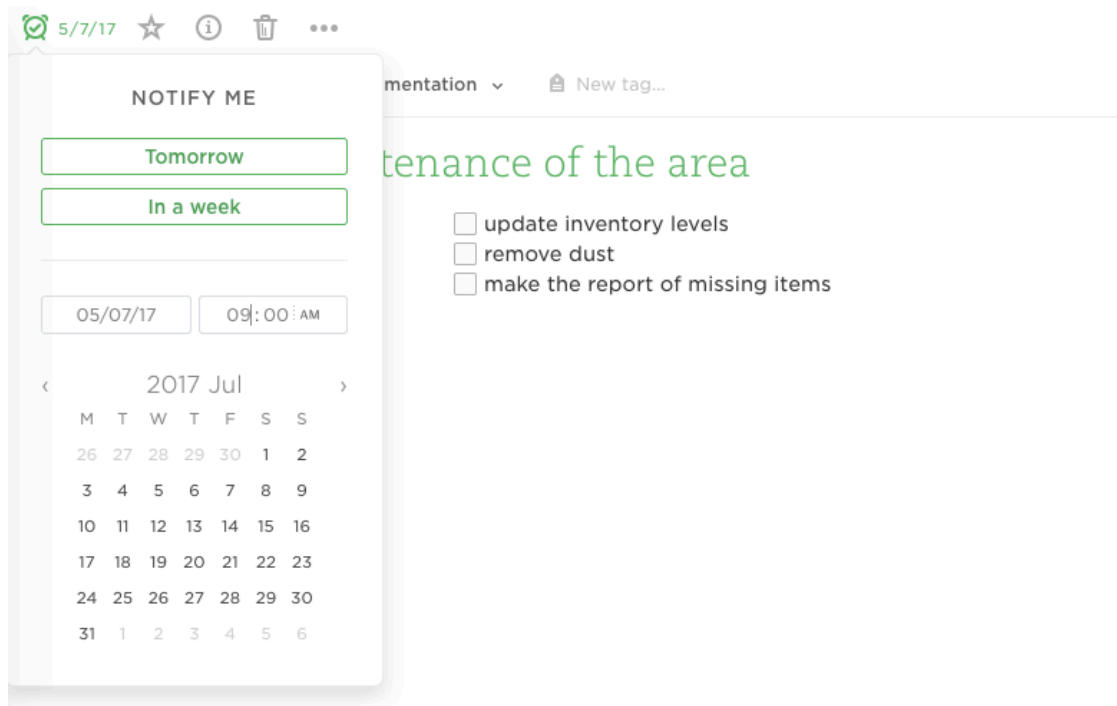 5/7/17
NOTIFY ME
Tomorrow
In a week
05/07/17 09:00 AM
‹ 2017 Jul ›
M T W T F S S
26 27 28 29 30 1 2
3 4 5 6 7 8 9
10 11 12 13 14 15 16
17 18 19 20 21 22 23
24 25 26 27 28 29 30
31 1 2 3 4 5 6
mentation
New tag...
tenance of the area
update inventory levels
remove dust
make the report of missing items